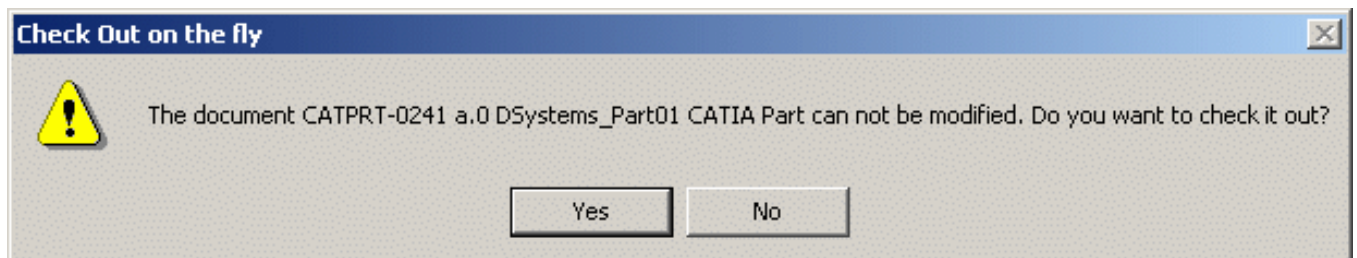 Check Out on the fly
The document CATPRT-0241 a.0 DSystems_Part01 CATIA Part can not be modified. Do you want to check it out?
Yes
No